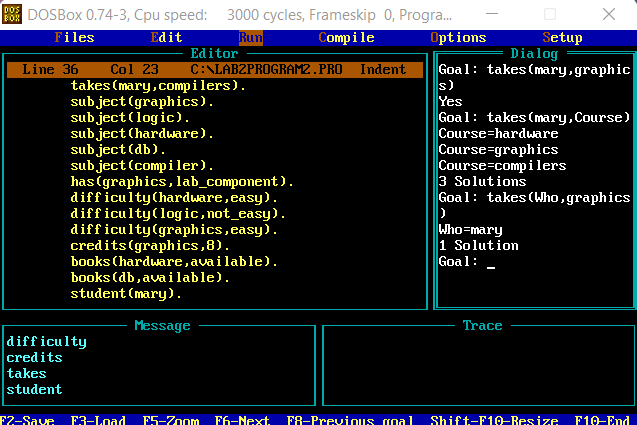 DOS BOX DOSBox 0.74-3, Cpu speed: 3000 cycles, Frameskip 0, Progra...
Files Edit Run Compile Options Setup
Editor
Line 36 Col 23 C:\LAB2PROGRAM2.PRO Indent
takes(mary,compilers).
subject(graphics).
subject(logic).
subject(hardware).
subject(db).
subject(compiler).
has(graphics,lab_component).
difficulty(hardware,easy).
difficulty(logic,not_easy).
difficulty(graphics,easy).
credits(graphics,8).
books(hardware,available).
books(db,available).
student(mary).
Dialog
Goal: takes(mary,graphic
s)
Yes
Goal: takes(mary,Course)
Course=hardware
Course=graphics
Course=compilers
3 Solutions
Goal: takes(Who,graphics
)
Who=mary
1 Solution
Goal: _
Message
difficulty
credits
takes
student
Trace
F2-Save F3-Load F5-Zoom F6-Next F8-Previous goal Shift-F10-Resize F10-End